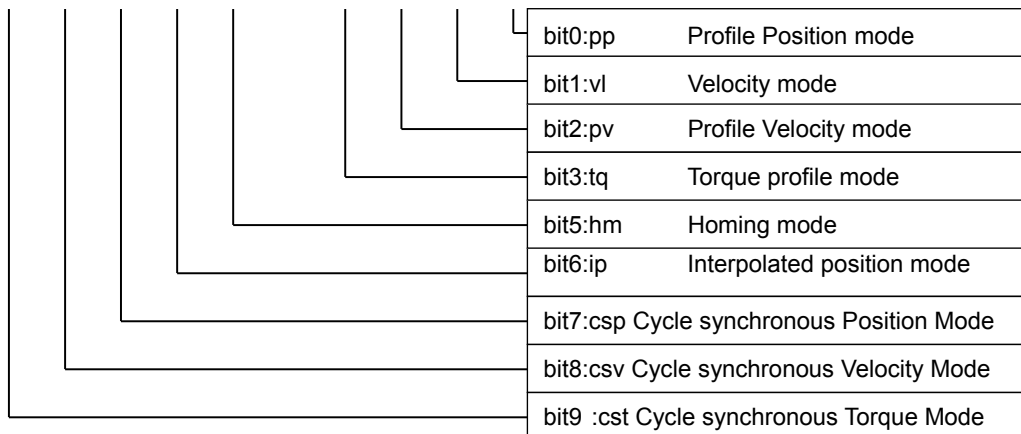 bit0:pp Profile Position mode
bit1:vl Velocity mode
bit2:pv Profile Velocity mode
bit3:tq Torque profile mode
bit5:hm Homing mode
bit6:ip Interpolated position mode
bit7:csp Cycle synchronous Position Mode
bit8:csv Cycle synchronous Velocity Mode
bit9 :cst Cycle synchronous Torque Mode